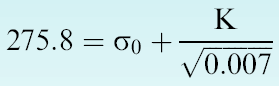 275.8 = σ₀ + K/√0.007